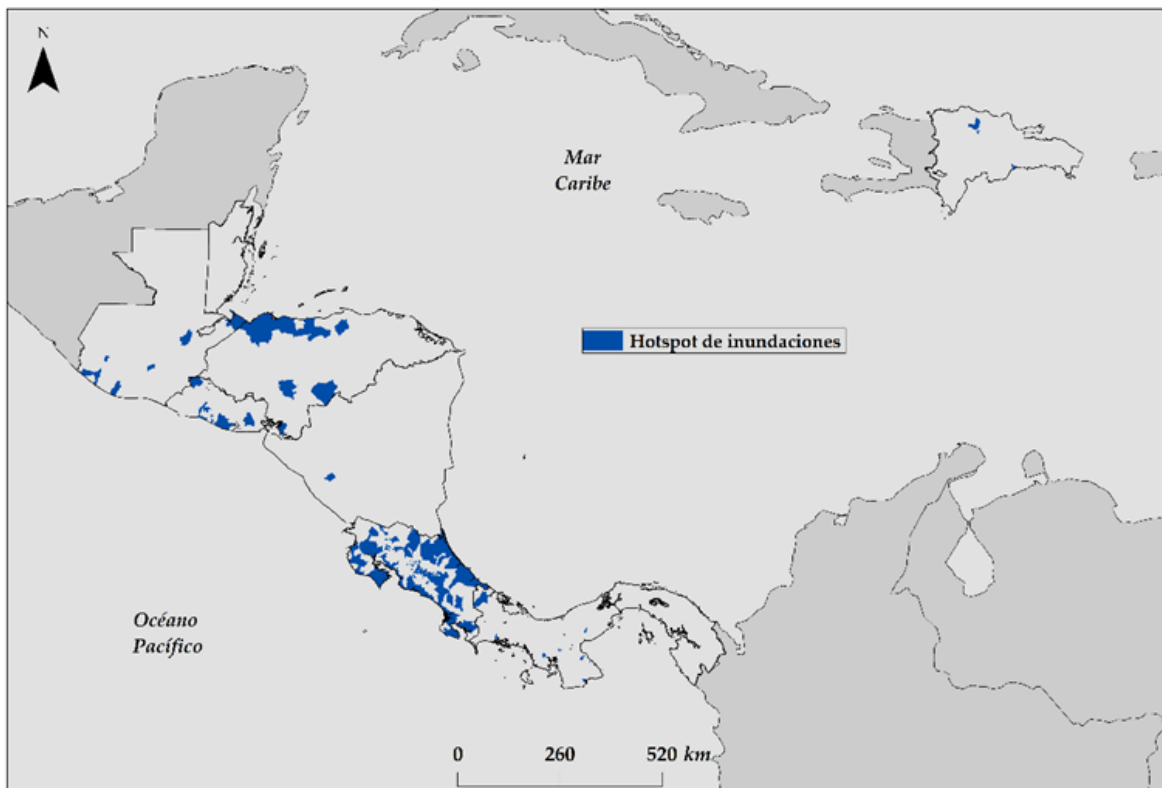 N
Mar
Caribe
Hotspot de inundaciones
Océano
Pacífico
0 260 520 km